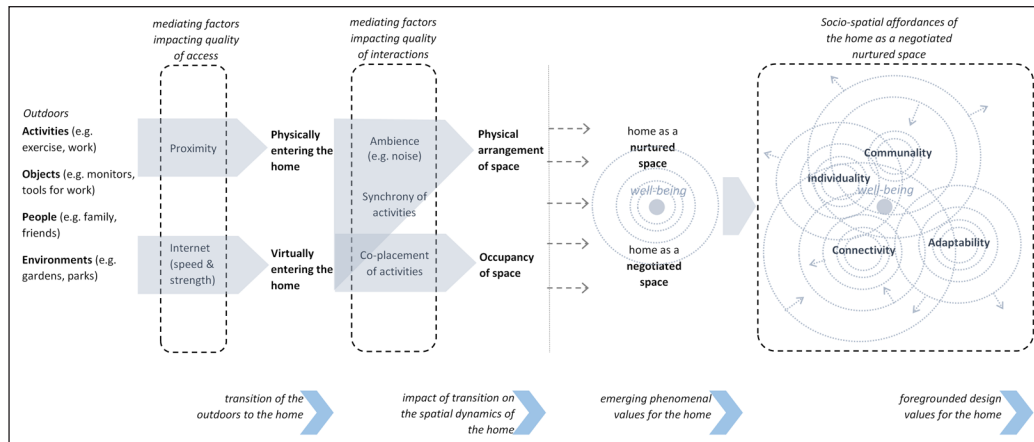 mediating factors
impacting quality
of access
mediating factors
impacting quality
of interactions
Socio-spatial affordances of
the home as a negotiated
nurtured space
Outdoors
Activities (e.g.
exercise, work)
Objects (e.g. monitors,
tools for work)
People (e.g. family,
friends)
Environments (e.g.
gardens, parks)
Proximity
Internet
(speed &
strength)
Physically
entering the
home
Virtually
entering the
home
Ambience
(e.g. noise)
Synchrony of
activities
Co-placement
of activities
Physical
arrangement
of space
Occupancy
of space
home as a
nurtured
space
well-being
home as a
negotiated
space
Communality
Individuality
well-being
Connectivity
Adaptability
transition of the
outdoors to the home
impact of transition on
the spatial dynamics of
the home
emerging phenomenal
values for the home
foregrounded design
values for the home